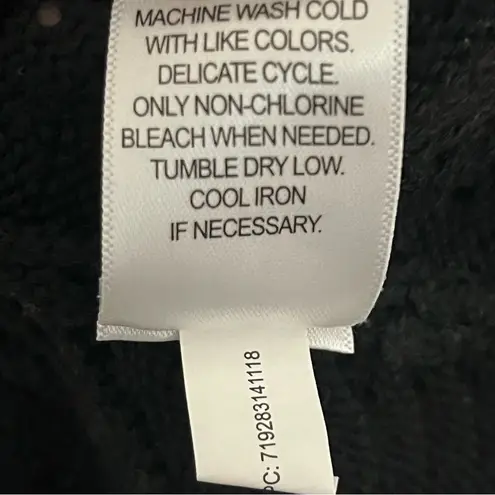 MACHINE WASH COLD
WITH LIKE COLORS.
DELICATE CYCLE.
ONLY NON-CHLORINE
BLEACH WHEN NEEDED.
TUMBLE DRY LOW.
COOL IRON
IF NECESSARY.
PC: 719283141118